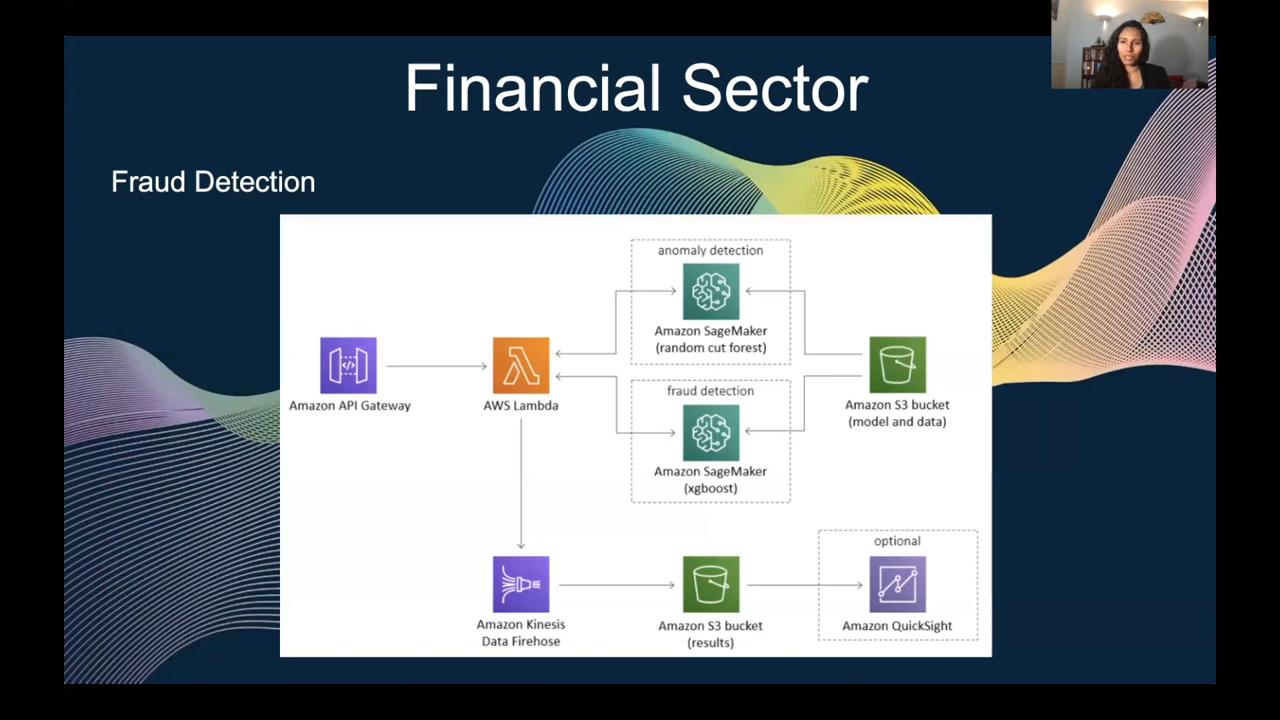 Financial Sector
Fraud Detection
anomaly detection
Amazon SageMaker
(random cut forest)
Amazon API Gateway
AWS Lambda
fraud detection
Amazon SageMaker
(xgboost)
Amazon S3 bucket
(model and data)
Amazon Kinesis
Data Firehose
Amazon S3 bucket
(results)
optional
Amazon QuickSight